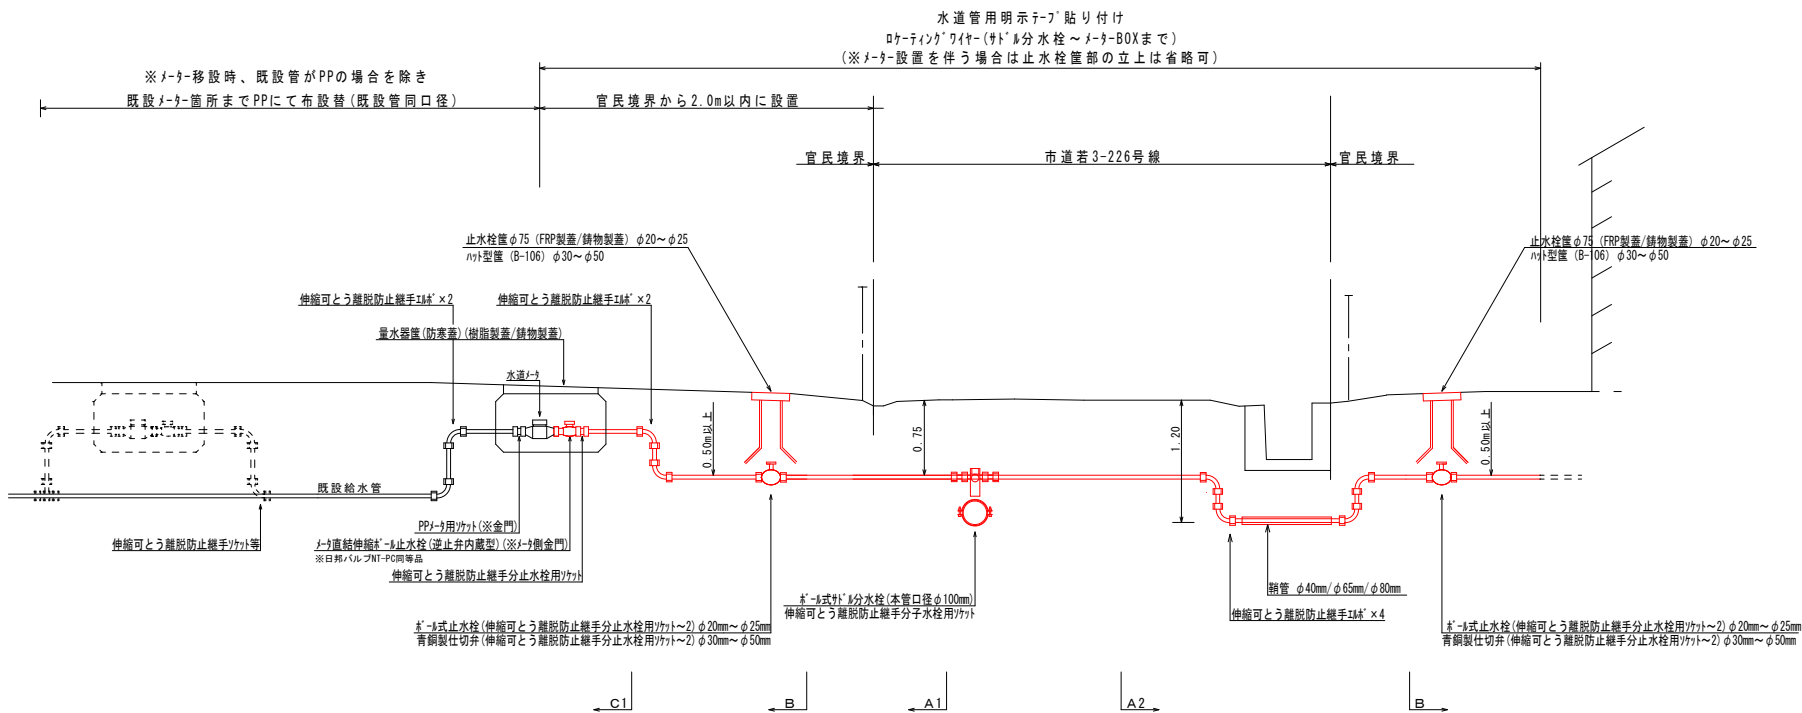 水道管用明示テープ貼り付け
ロケーティングワイヤー(サドル分水栓～メーターBOXまで)
(※メーター設置を伴う場合は止水栓筐部の立上は省略可)
※メーター移設時、既設管がPPの場合を除き
既設メーター箇所までPPにて布設替(既設管同口径)
官民境界から2.0m以内に設置
官民境界
市道若3-226号線
官民境界
止水栓筐φ75 (FRP製蓋/鋳物製蓋) φ20～φ25
ハット型筐 (B-106) φ30～φ50
止水栓筐φ75 (FRP製蓋/鋳物製蓋) φ20～φ25
ハット型筐 (B-106) φ30～φ50
伸縮可とう離脱防止継手エルボ×2
伸縮可とう離脱防止継手エルボ×2
量水器筐(防寒蓋)(樹脂製蓋/鋳物製蓋)
水道メータ
0.50m以上
0.75
1.20
0.50m以上
既設給水管
PPメータ用ソケット(※金門)
伸縮可とう離脱防止継手ソケット等
メータ直結伸縮ボール止水栓(逆止弁内蔵型)(※メータ側金門)
※日邦バルブNT-PC同等品
伸縮可とう離脱防止継手分止水栓用ソケット
ボール式サドル分水栓(本管口径φ100mm)
伸縮可とう離脱防止継手分子水栓用ソケット
鞘管 φ40mm/φ65mm/φ80mm
伸縮可とう離脱防止継手エルボ×4
ボール式止水栓(伸縮可とう離脱防止継手分止水栓用ソケット～2)φ20mm～φ25mm
青銅製仕切弁(伸縮可とう離脱防止継手分止水栓用ソケット～2)φ30mm～φ50mm
ボール式止水栓(伸縮可とう離脱防止継手分止水栓用ソケット～2)φ20mm～φ25mm
青銅製仕切弁(伸縮可とう離脱防止継手分止水栓用ソケット～2)φ30mm～φ50mm
C1
B
A1
A2
B